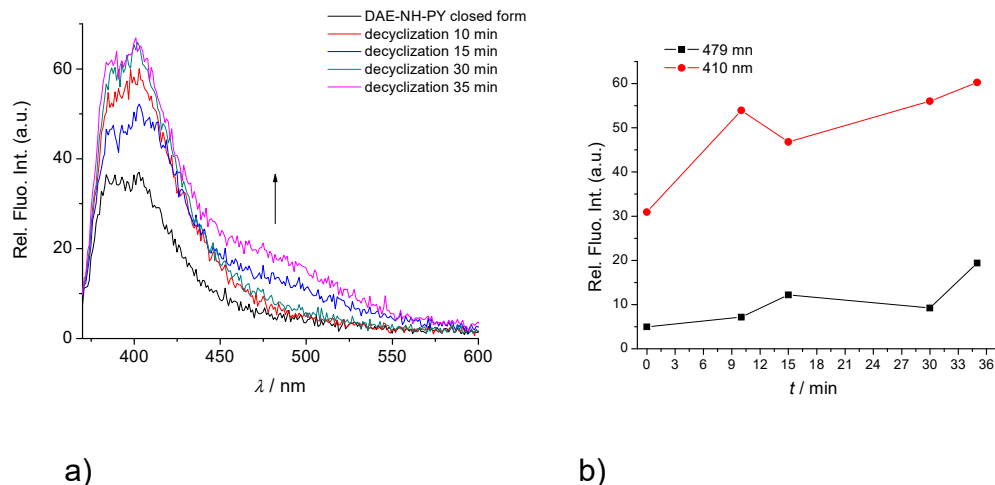 DAE-NH-PY closed form
decyclization 10 min
decyclization 15 min
decyclization 30 min
decyclization 35 min
Rel. Fluo. Int. (a.u.)
60
40
20
0
400 450 500 550 600
λ / nm
479 mn
410 nm
Rel. Fluo. Int. (a.u.)
60
50
40
30
20
10
0
0 3 6 9 12 15 18 21 24 27 30 33 36
t / min
a)
b)